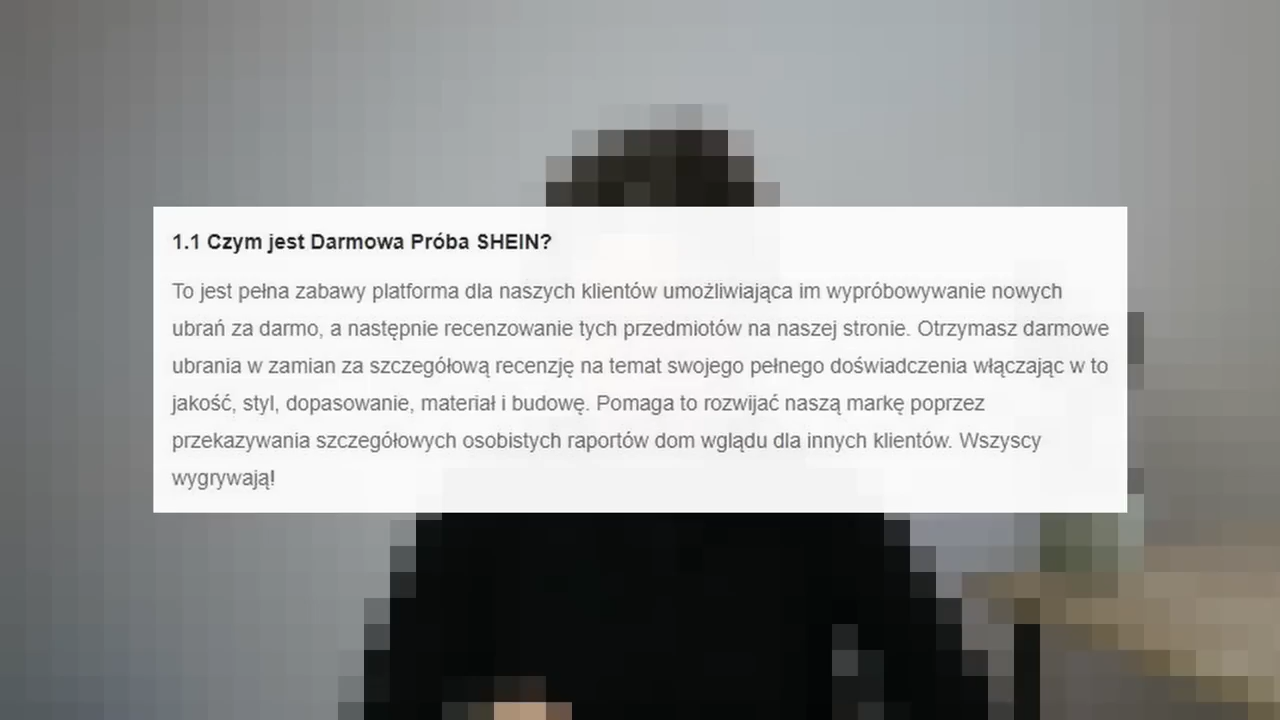 1.1 Czym jest Darmowa Próba SHEIN?
To jest pełna zabawy platforma dla naszych klientów umożliwiająca im wypróbowywanie nowych
ubrań za darmo, a następnie recenzowanie tych przedmiotów na naszej stronie. Otrzymasz darmowe
ubrania w zamian za szczegółową recenzję na temat swojego pełnego doświadczenia włączając w to
jakość, styl, dopasowanie, materiał i budowę. Pomaga to rozwijać naszą markę poprzez
przekazywania szczegółowych osobistych raportów dom wglądu dla innych klientów. Wszyscy
wygrywają!